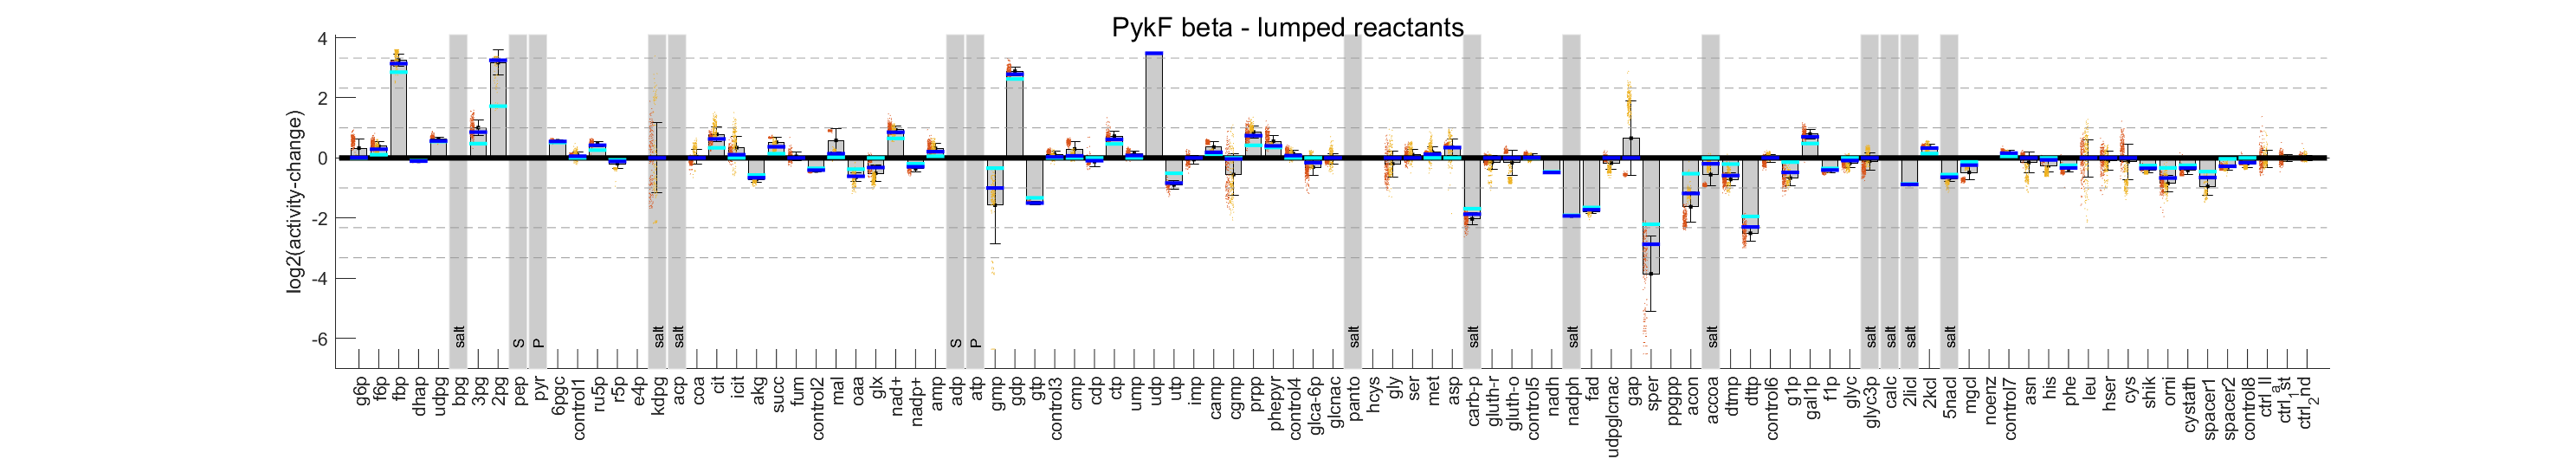 PykF beta - lumped reactants
log2(activity-change)
4
2
0
-2
-4
-6
salt
S
P
salt
salt
S
P
salt
salt
salt
salt
salt
salt
salt
salt
g6p
f6p
fbp
dhap
udpg
bpg
3pg
2pg
pep
pyr
6pgc
control1
ru5p
r5p
e4p
kdpg
acp
coa
cit
icit
akg
succ
fum
control2
mal
oaa
glx
nad+
nadp+
amp
adp
atp
gmp
gdp
gtp
control3
cmp
cdp
ctp
ump
udp
utp
imp
camp
cgmp
prpp
phepyr
control4
glca-6p
glcnac
panto
hcys
gly
ser
met
asp
carb-p
gluth-r
gluth-o
control5
nadh
nadph
fad
udpglcnac
gap
sper
ppgpp
acon
accoa
dtmp
dttp
control6
g1p
gal1p
f1p
glyc
glyc3p
calc
2licl
2kcl
5nacl
mgcl
noenz
control7
asn
his
phe
leu
hser
cys
shik
orni
cystath
spacer1
spacer2
control8
ctrl II
ctrl1ast
ctrl2nd